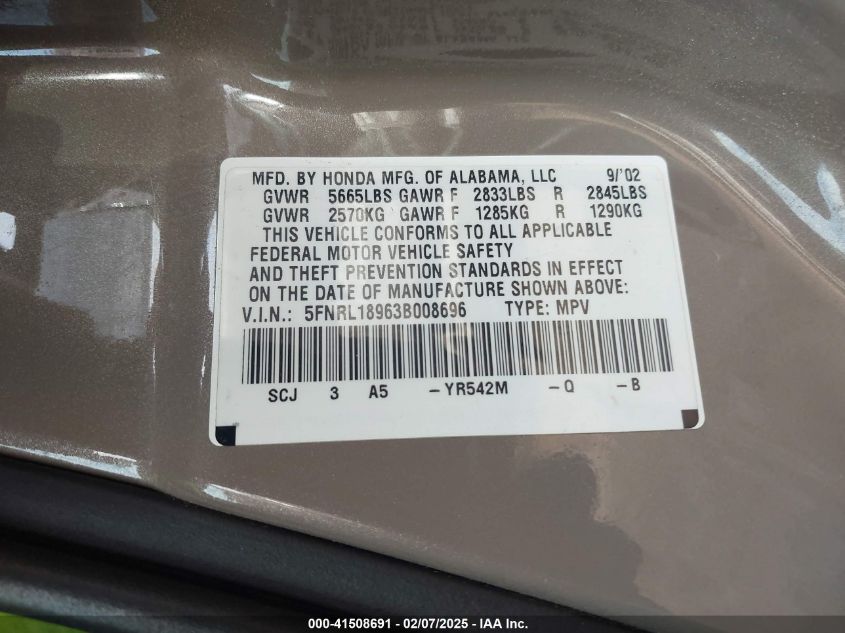 MFD. BY HONDA MFG. OF ALABAMA, LLC 9/'02
GVWR 5665LBS GAWR F 2833LBS R 2845LBS
GVWR 2570KG GAWR F 1285KG R 1290KG
THIS VEHICLE CONFORMS TO ALL APPLICABLE
FEDERAL MOTOR VEHICLE SAFETY
AND THEFT PREVENTION STANDARDS IN EFFECT
ON THE DATE OF MANUFACTURE SHOWN ABOVE:
V.I.N.: 5FNRL18963B008696 TYPE: MPV
SCJ 3 A5 -YR542M -Q -B
000-41508691 - 02/07/2025 - IAA Inc.